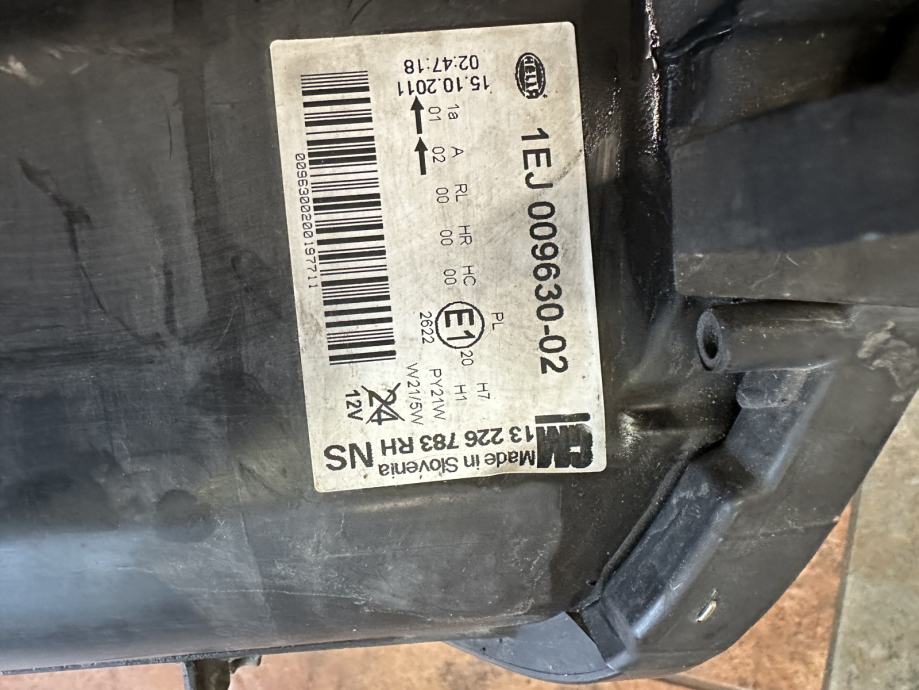 HELLA
1EJ 009630-02
15.10.2011
02:47:18
1a A RL HR HC PL
01 02 00 00 00
E1
20
2622
H7
H1
PY21W
W21/5W
24
12V
0096300200197711
GM
13 226 783 RH
Made in Slovenia
NS